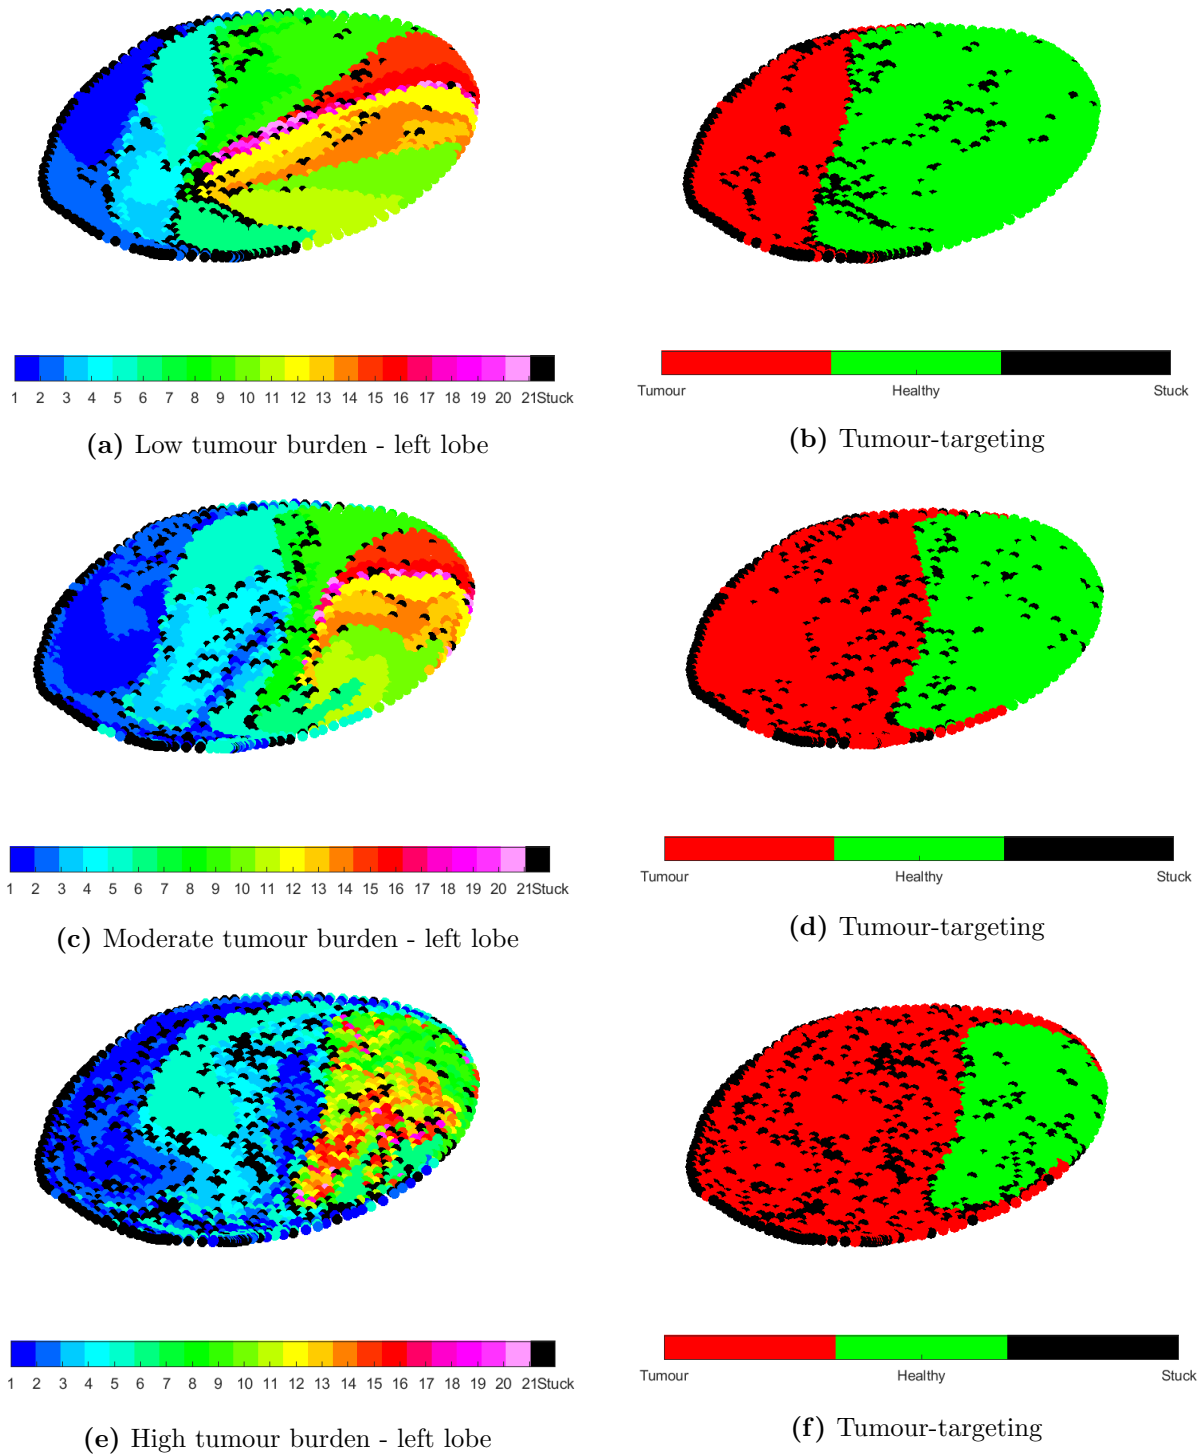 1 2 3 4 5 6 7 8 9 10 11 12 13 14 15 16 17 18 19 20 21Stuck
Tumour Healthy Stuck
(a) Low tumour burden - left lobe
(b) Tumour-targeting
1 2 3 4 5 6 7 8 9 10 11 12 13 14 15 16 17 18 19 20 21Stuck
Tumour Healthy Stuck
(c) Moderate tumour burden - left lobe
(d) Tumour-targeting
1 2 3 4 5 6 7 8 9 10 11 12 13 14 15 16 17 18 19 20 21Stuck
Tumour Healthy Stuck
(e) High tumour burden - left lobe
(f) Tumour-targeting